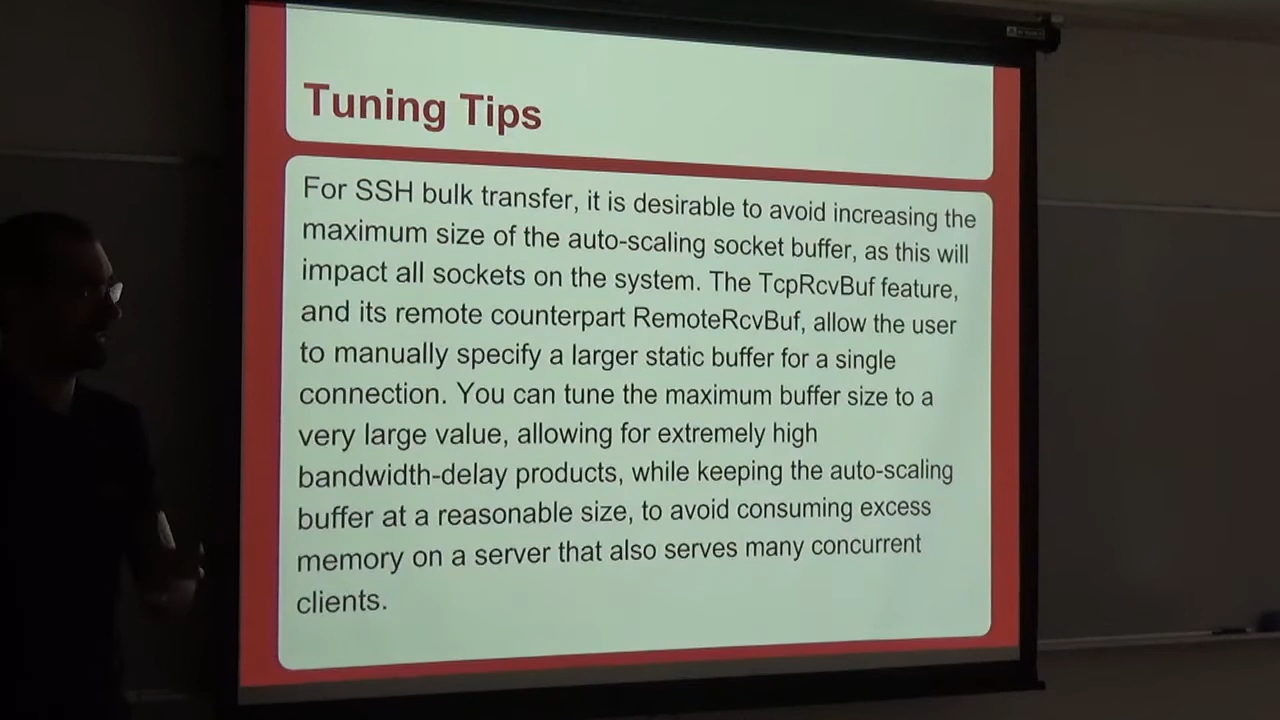 Tuning Tips
For SSH bulk transfer, it is desirable to avoid increasing the
maximum size of the auto-scaling socket buffer, as this will
impact all sockets on the system. The TcpRcvBuf feature,
and its remote counterpart RemoteRcvBuf, allow the user
to manually specify a larger static buffer for a single
connection. You can tune the maximum buffer size to a
very large value, allowing for extremely high
bandwidth-delay products, while keeping the auto-scaling
buffer at a reasonable size, to avoid consuming excess
memory on a server that also serves many concurrent
clients.